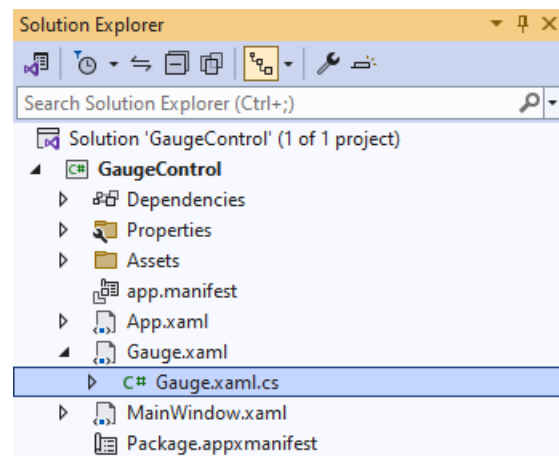 Solution Explorer
Search Solution Explorer (Ctrl+;)
Solution 'GaugeControl' (1 of 1 project)
C# GaugeControl
Dependencies
Properties
Assets
app.manifest
App.xaml
Gauge.xaml
C# Gauge.xaml.cs
MainWindow.xaml
Package.appxmanifest